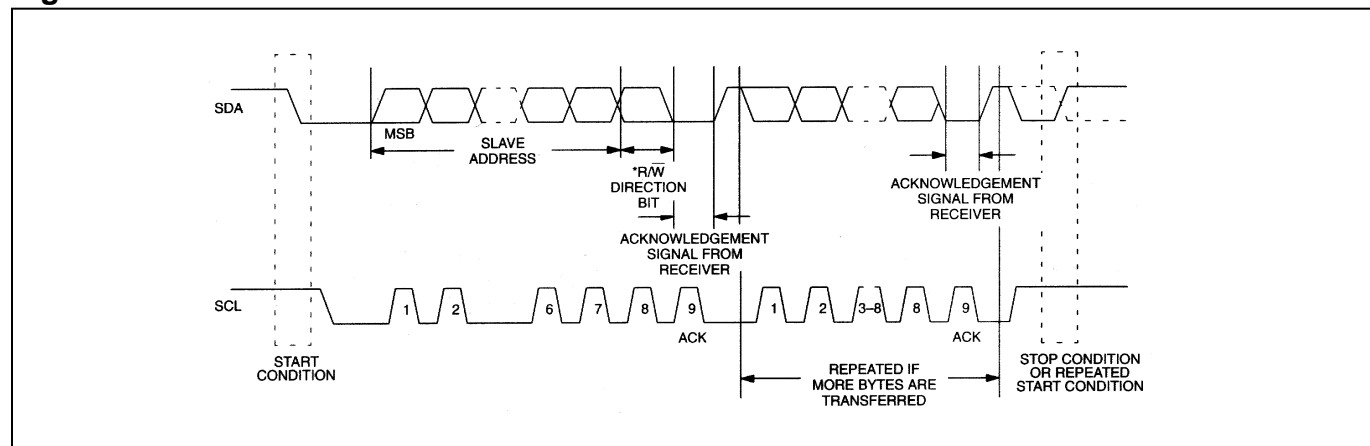 SDA
MSB
SLAVE
ADDRESS
*R/W̅
DIRECTION
BIT
ACKNOWLEDGEMENT
SIGNAL FROM
RECEIVER
ACKNOWLEDGEMENT
SIGNAL FROM
RECEIVER
SCL
1 2 6 7 8 9 1 2 3–8 8 9
ACK ACK
START
CONDITION
REPEATED IF
MORE BYTES ARE
TRANSFERRED
STOP CONDITION
OR REPEATED
START CONDITION